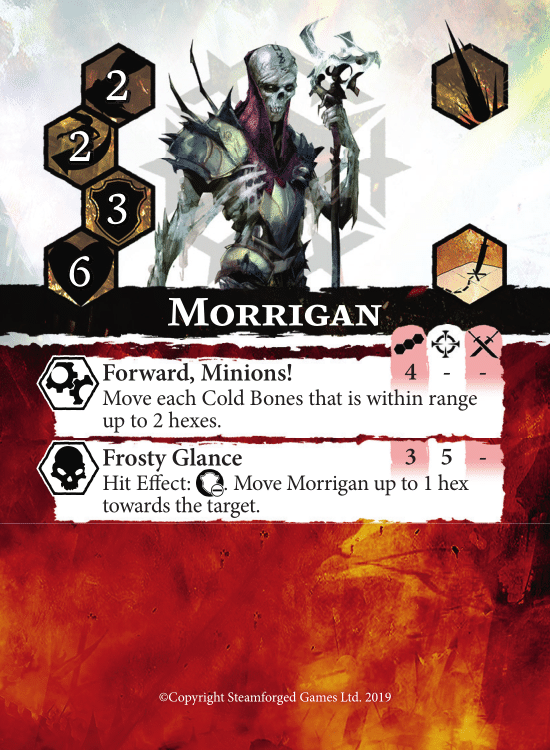 2
2
3
6
MORRIGAN
Forward, Minions! 4 - -
Move each Cold Bones that is within range
up to 2 hexes.
Frosty Glance 3 5 -
Hit Effect: . Move Morrigan up to 1 hex
towards the target.
©Copyright Steamforged Games Ltd. 2019